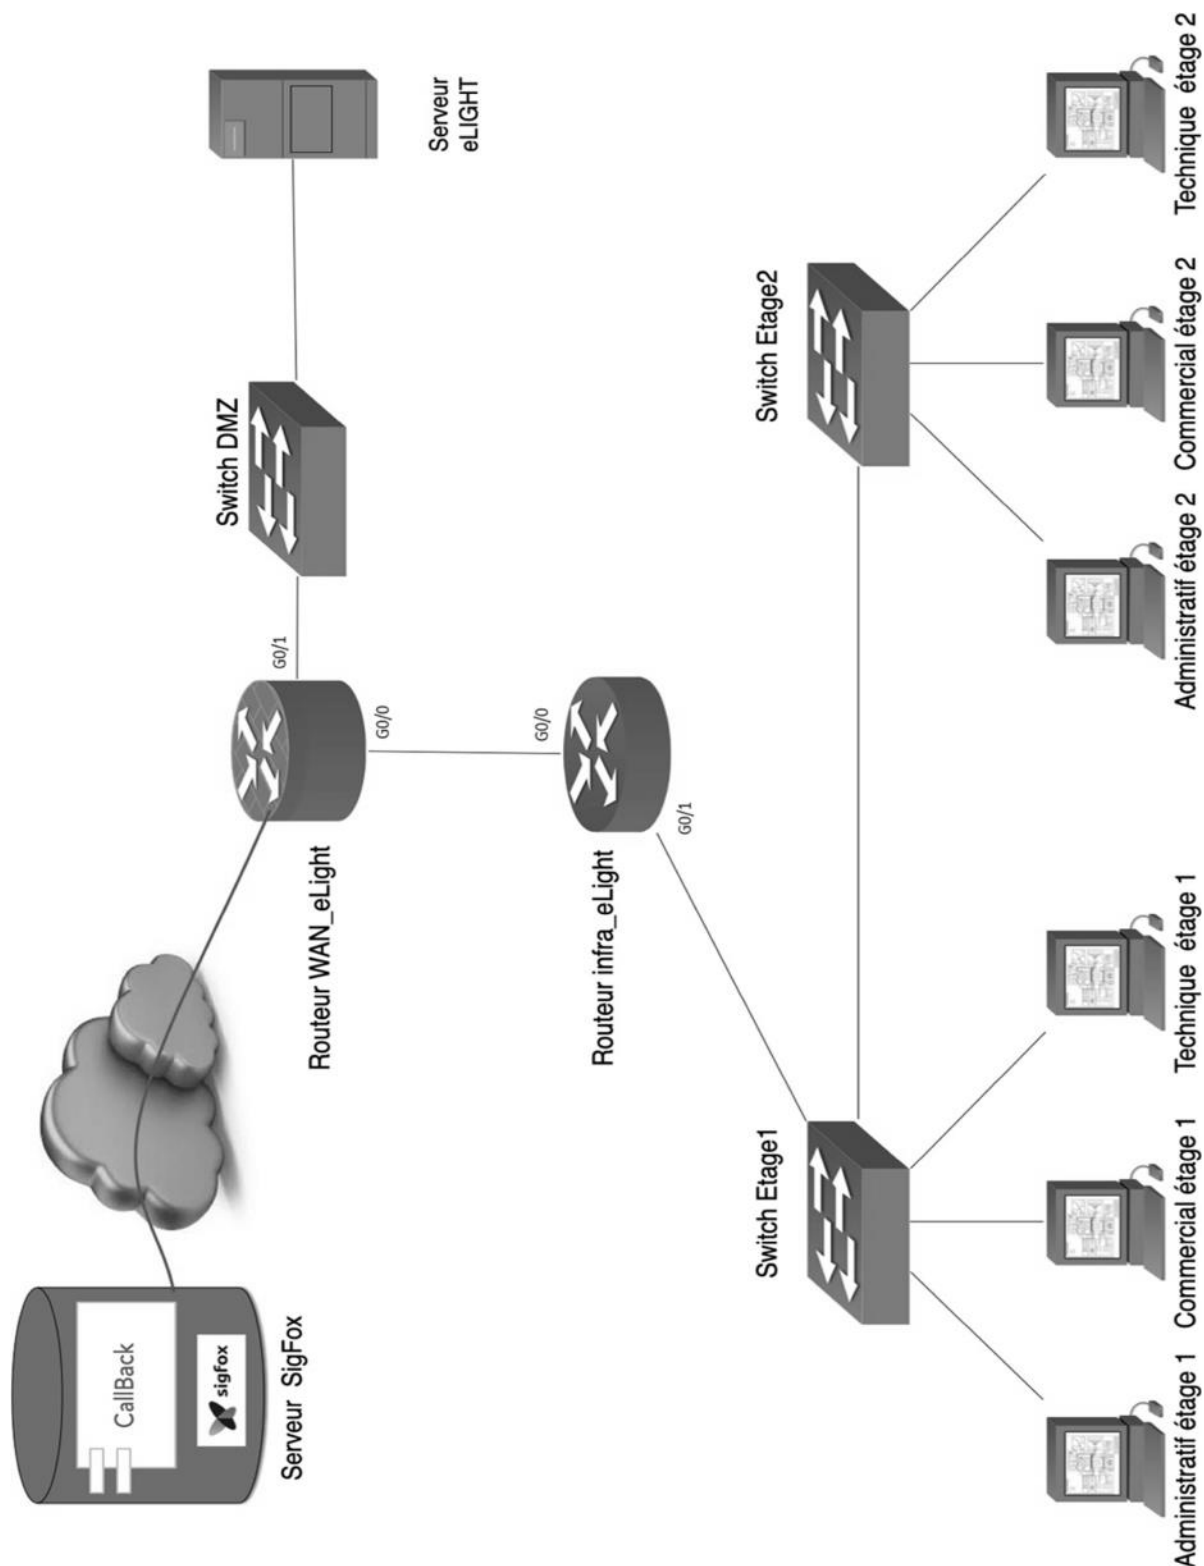 CallBack
sigfox
Serveur SigFox
Routeur WAN_eLight
G0/1
G0/0
Switch DMZ
Serveur
eLIGHT
Routeur infra_eLight
G0/0
G0/1
Switch Etage1
Switch Etage2
Administratif étage 1
Commercial étage 1
Technique étage 1
Administratif étage 2
Commercial étage 2
Technique étage 2